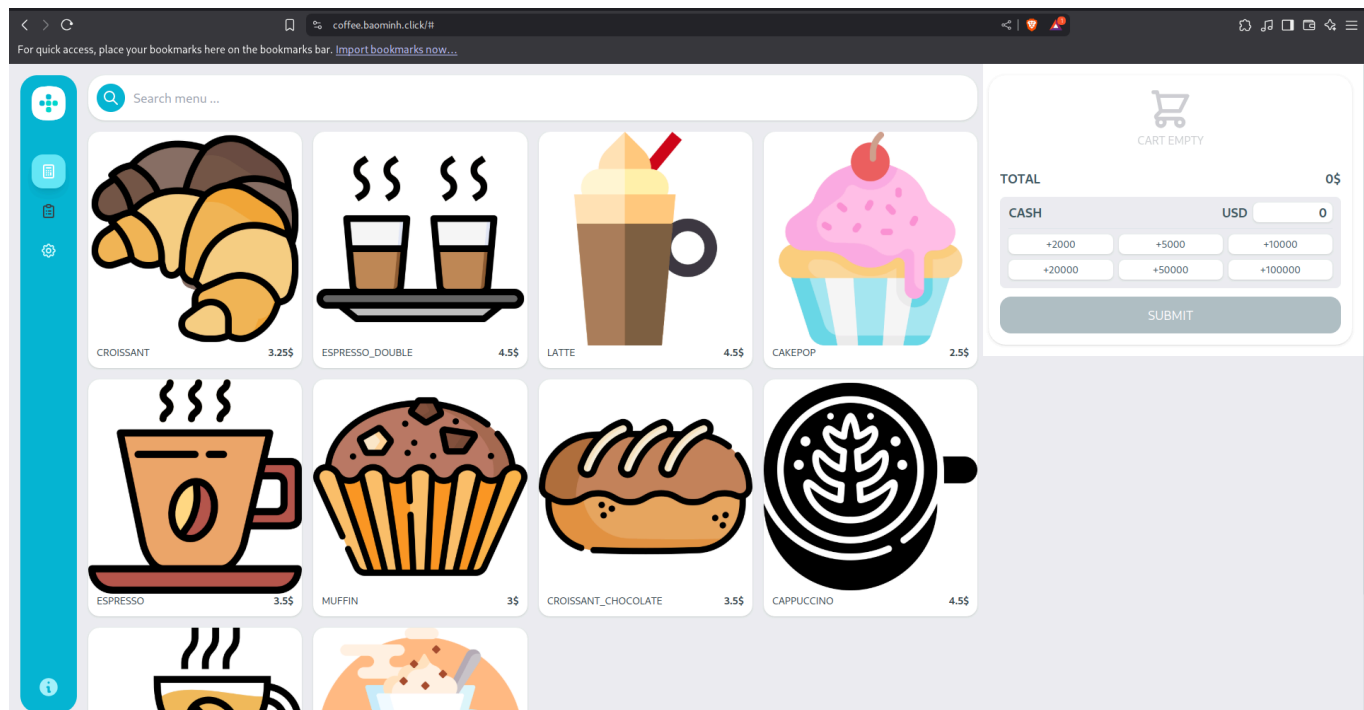 coffee.baominh.click/#
For quick access, place your bookmarks here on the bookmarks bar. Import bookmarks now...
Search menu ...
CROISSANT 3.25$
ESPRESSO_DOUBLE 4.5$
LATTE 4.5$
CAKEPOP 2.5$
ESPRESSO 3.5$
MUFFIN 3$
CROISSANT_CHOCOLATE 3.5$
CAPPUCCINO 4.5$
CART EMPTY
TOTAL 0$
CASH USD 0
+2000 +5000 +10000
+20000 +50000 +100000
SUBMIT